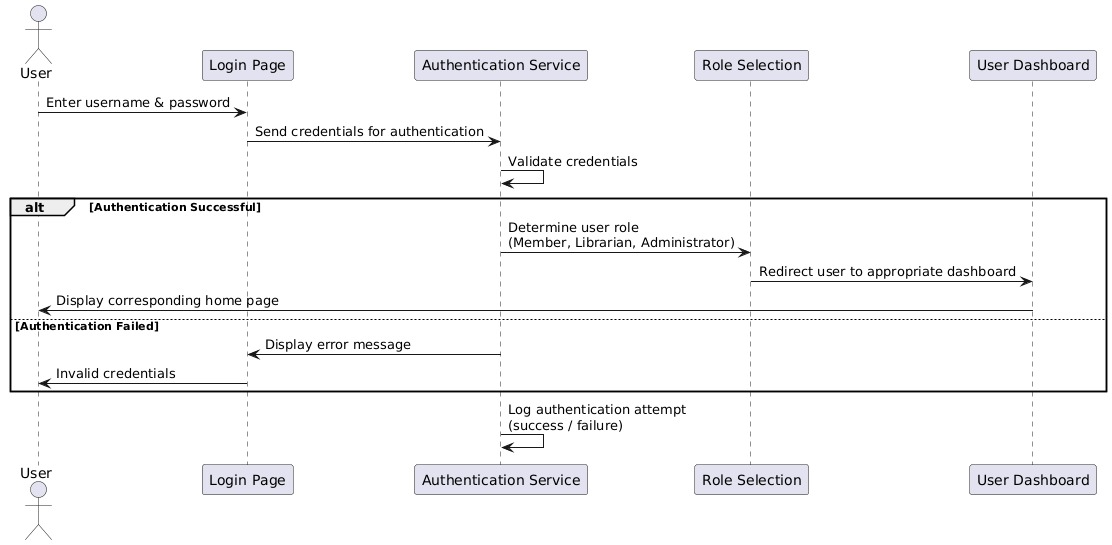 User
Login Page
Authentication Service
Role Selection
User Dashboard
Enter username & password
Send credentials for authentication
Validate credentials
alt
[Authentication Successful]
Determine user role
(Member, Librarian, Administrator)
Redirect user to appropriate dashboard
Display corresponding home page
[Authentication Failed]
Display error message
Invalid credentials
Log authentication attempt
(success / failure)
User
Login Page
Authentication Service
Role Selection
User Dashboard